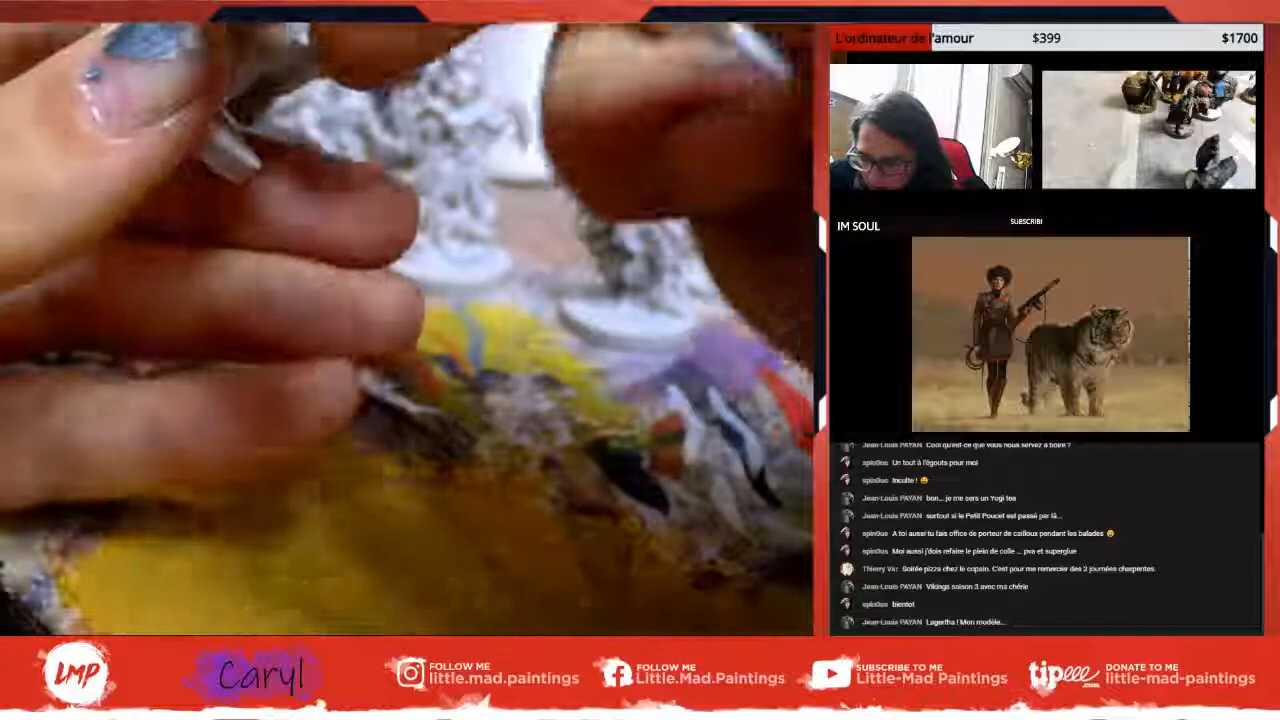 L'ordinateur de l'amour $399 $1700
IM SOUL
SUBSCRIBI
Jean-Louis PAYAN Cool qu'est-ce que vous nous servez à boire ?
spin0us Un tout à l'égouts pour moi
spin0us Inculte !
Jean-Louis PAYAN bon... je me sers un Yogi tea
Jean-Louis PAYAN surtout si le Petit Poucet est passé par là...
spin0us A toi aussi tu fais office de porteur de cailloux pendant les balades
spin0us Moi aussi j'dois refaire le plein de colle ... pva et superglue
Thierry Var Soirée pizza chez le copain. C'est pour me remercier des 3 journées charpentes.
Jean-Louis PAYAN Vikings saison 3 avec ma chérie
spin0us bientot
Jean-Louis PAYAN Lagertha ! Mon modèle...
LMP
Caryl
FOLLOW ME
little.mad.paintings
FOLLOW ME
Little.Mad.Paintings
SUBSCRIBE TO ME
Little-Mad Paintings
tipeee.com
DONATE TO ME
little-mad-paintings